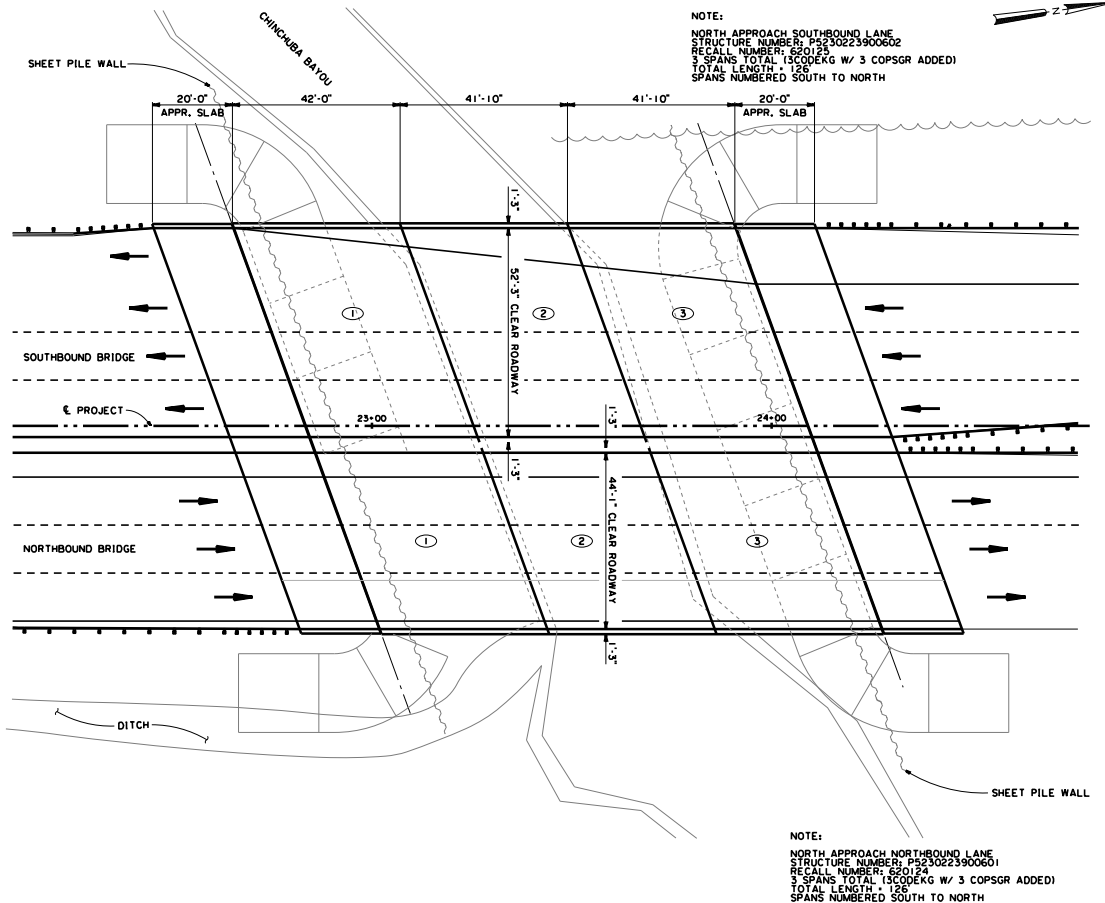 NOTE:
NORTH APPROACH SOUTHBOUND LANE
STRUCTURE NUMBER: P5230223900602
RECALL NUMBER: 620125
3 SPANS TOTAL (3CODEKG W/ 3 COPSGR ADDED)
TOTAL LENGTH = 126'
SPANS NUMBERED SOUTH TO NORTH
Z
CHINCHUBA BAYOU
SHEET PILE WALL
20'-0"
APPR. SLAB
42'-0"
41'-10"
41'-10"
20'-0"
APPR. SLAB
1'-3"
52'-3" CLEAR ROADWAY
1
2
3
SOUTHBOUND BRIDGE
℄ PROJECT
23+00
24+00
1'-3"
1'-3"
44'-1" CLEAR ROADWAY
1
2
3
NORTHBOUND BRIDGE
1'-3"
DITCH
SHEET PILE WALL
NOTE:
NORTH APPROACH NORTHBOUND LANE
STRUCTURE NUMBER: P5230223900601
RECALL NUMBER: 620124
3 SPANS TOTAL (3CODEKG W/ 3 COPSGR ADDED)
TOTAL LENGTH = 126'
SPANS NUMBERED SOUTH TO NORTH